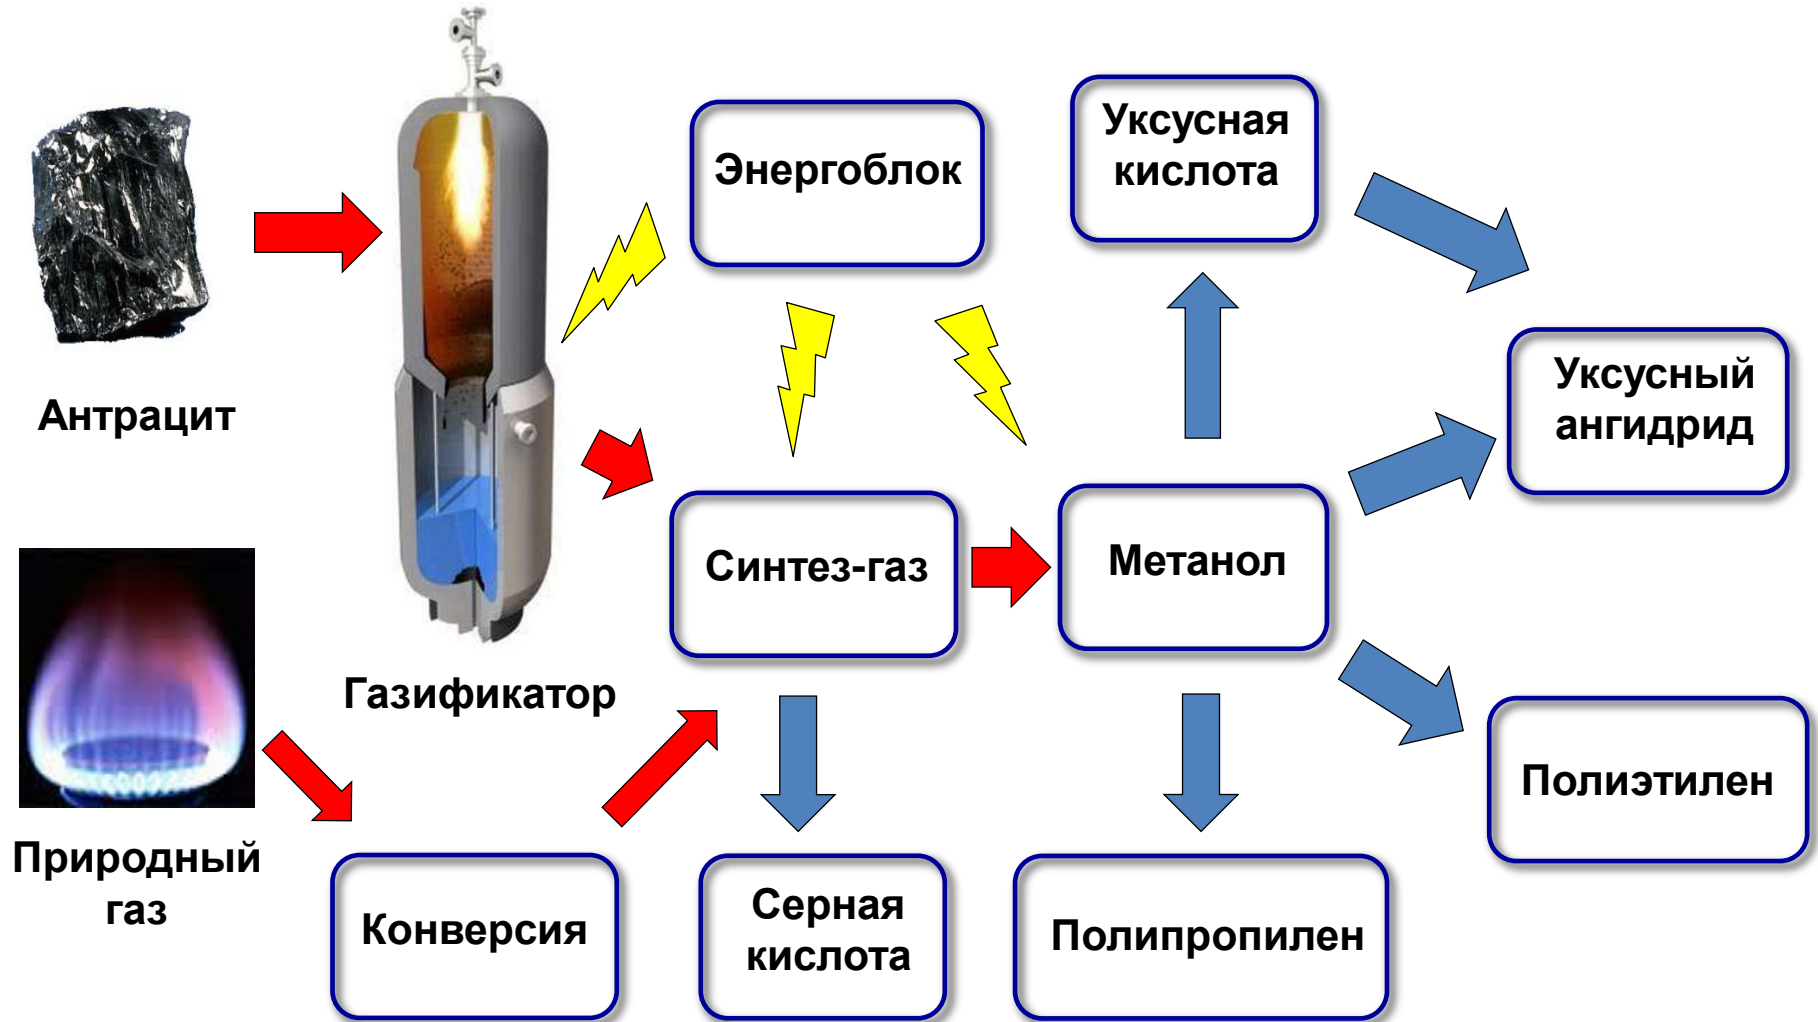 Энергоблок
Уксусная
кислота
Антрацит
Уксусный
ангидрид
Синтез-газ
Метанол
Газификатор
Полиэтилен
Природный
газ
Конверсия
Серная
кислота
Полипропилен